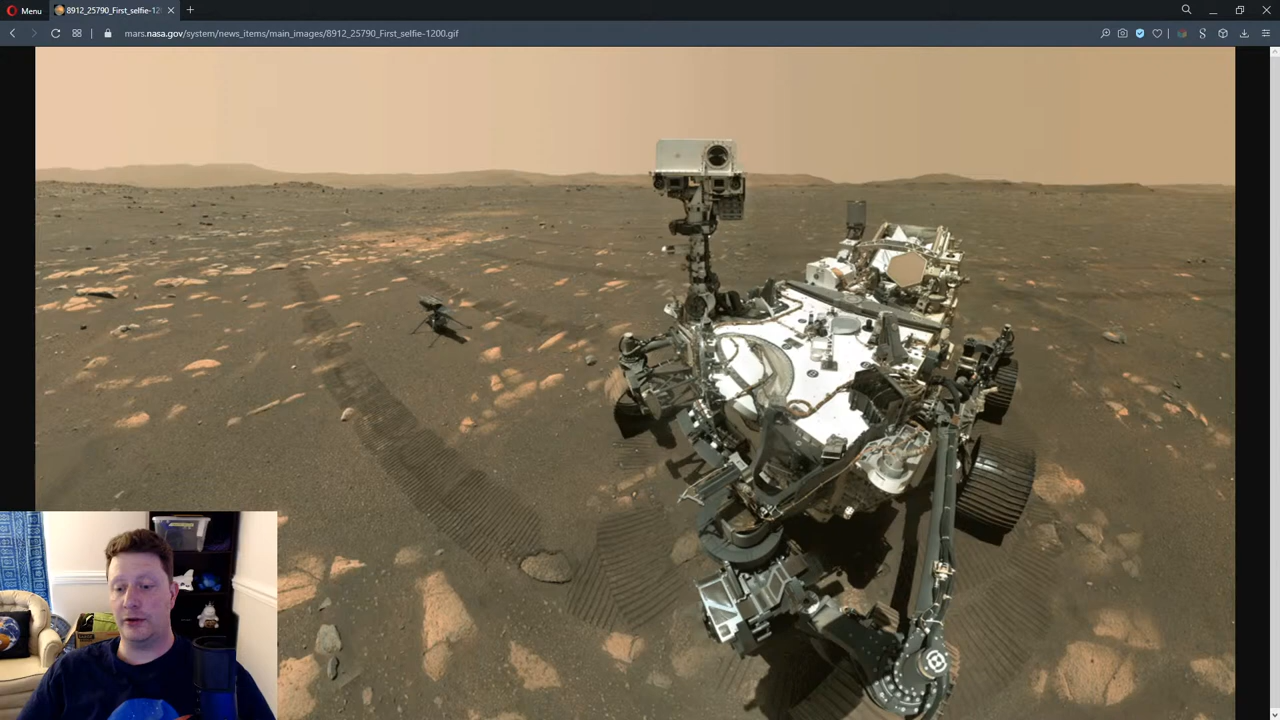 Menu
8912_25790_First_selfie-12
mars.nasa.gov/system/news_items/main_images/8912_25790_First_selfie-1200.gif